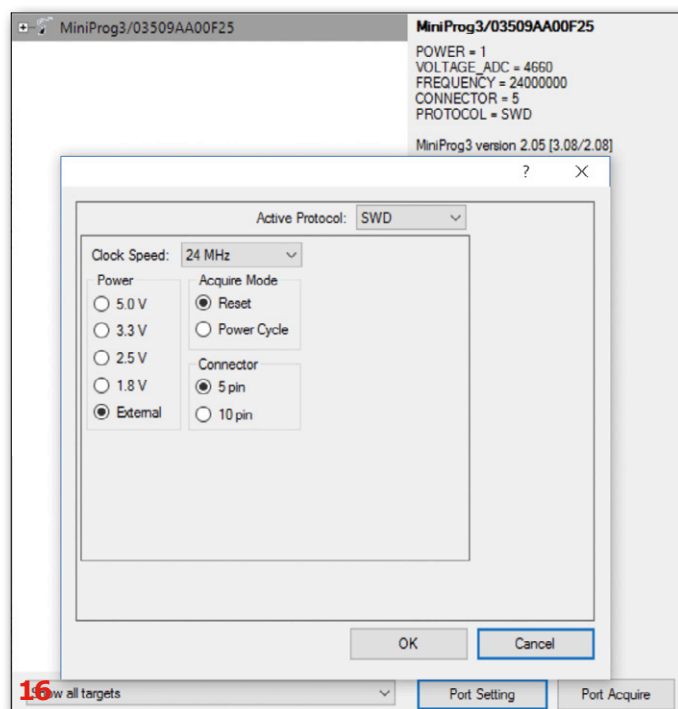 MiniProg3/03509AA00F25
MiniProg3/03509AA00F25
POWER = 1
VOLTAGE_ADC = 4660
FREQUENCY = 24000000
CONNECTOR = 5
PROTOCOL = SWD
MiniProg3 version 2.05 [3.08/2.08]
?
Active Protocol: SWD
Clock Speed: 24 MHz
Power
5.0 V
3.3 V
2.5 V
1.8 V
External
Acquire Mode
Reset
Power Cycle
Connector
5 pin
10 pin
OK
Cancel
16
all targets
Port Setting
Port Acquire